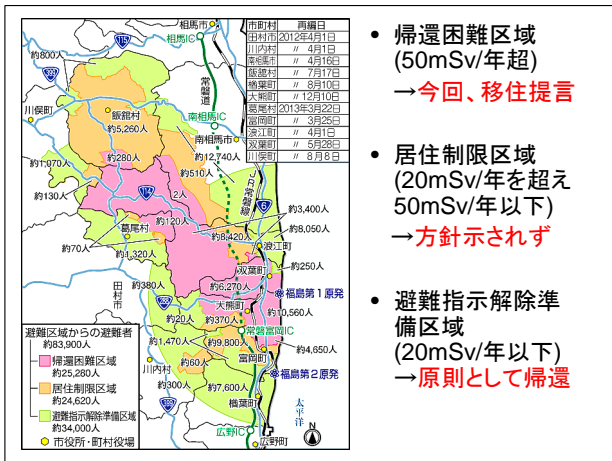 市町村 再編日
田村市 2012年4月1日
川内村 〃 4月1日
南相馬市 〃 4月16日
飯舘村 〃 7月17日
楢葉町 〃 8月10日
大熊町 〃 12月10日
葛尾村 2013年3月22日
富岡町 〃 3月25日
浪江町 〃 4月1日
双葉町 〃 5月28日
川俣町 〃 8月8日
相馬市
相馬IC
115
約800人
399
常磐道
飯舘村
約5,260人
川俣町
南相馬IC
南相馬市
約280人
約12,740人
約510人
約1,070人
約130人
114
2人
JR常磐線
6
約120人
約3,400人
葛尾村
約8,420人
約8,050人
約70人
浪江町
約1,320人
双葉町
約250人
約380人
約6,270人
福島第1原発
田村市
288
大熊町
約20人
約370人
約10,560人
常磐富岡IC
約1,470人
約9,800人
約4,650人
富岡町
川内村
約60人
福島第2原発
約300人
約7,600人
楢葉町
太平洋
399
広野IC
広野町
N
避難区域からの避難者
約83,900人
帰還困難区域
約25,280人
居住制限区域
約24,620人
避難指示解除準備区域
約34,000人
市役所・町村役場
• 帰還困難区域
(50mSv/年超)
→今回、移住提言
• 居住制限区域
(20mSv/年を超え
50mSv/年以下)
→方針示されず
• 避難指示解除準
備区域
(20mSv/年以下)
→原則として帰還